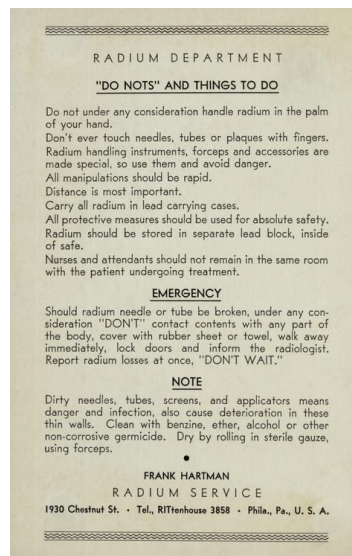 RADIUM DEPARTMENT
"DO NOTS" AND THINGS TO DO
Do not under any consideration handle radium in the palm
of your hand.
Don't ever touch needles, tubes or plaques with fingers.
Radium handling instruments, forceps and accessories are
made special, so use them and avoid danger.
All manipulations should be rapid.
Distance is most important.
Carry all radium in lead carrying cases.
All protective measures should be used for absolute safety.
Radium should be stored in separate lead block, inside
of safe.
Nurses and attendants should not remain in the same room
with the patient undergoing treatment.
EMERGENCY
Should radium needle or tube be broken, under any con-
sideration "DON'T" contact contents with any part of
the body, cover with rubber sheet or towel, walk away
immediately, lock doors and inform the radiologist.
Report radium losses at once, "DON'T WAIT."
NOTE
Dirty needles, tubes, screens, and applicators means
danger and infection, also cause deterioration in these
thin walls. Clean with benzine, ether, alcohol or other
non-corrosive germicide. Dry by rolling in sterile gauze,
using forceps.
FRANK HARTMAN
RADIUM SERVICE
1930 Chestnut St. • Tel., RITtenhouse 3858 • Phila., Pa., U. S. A.